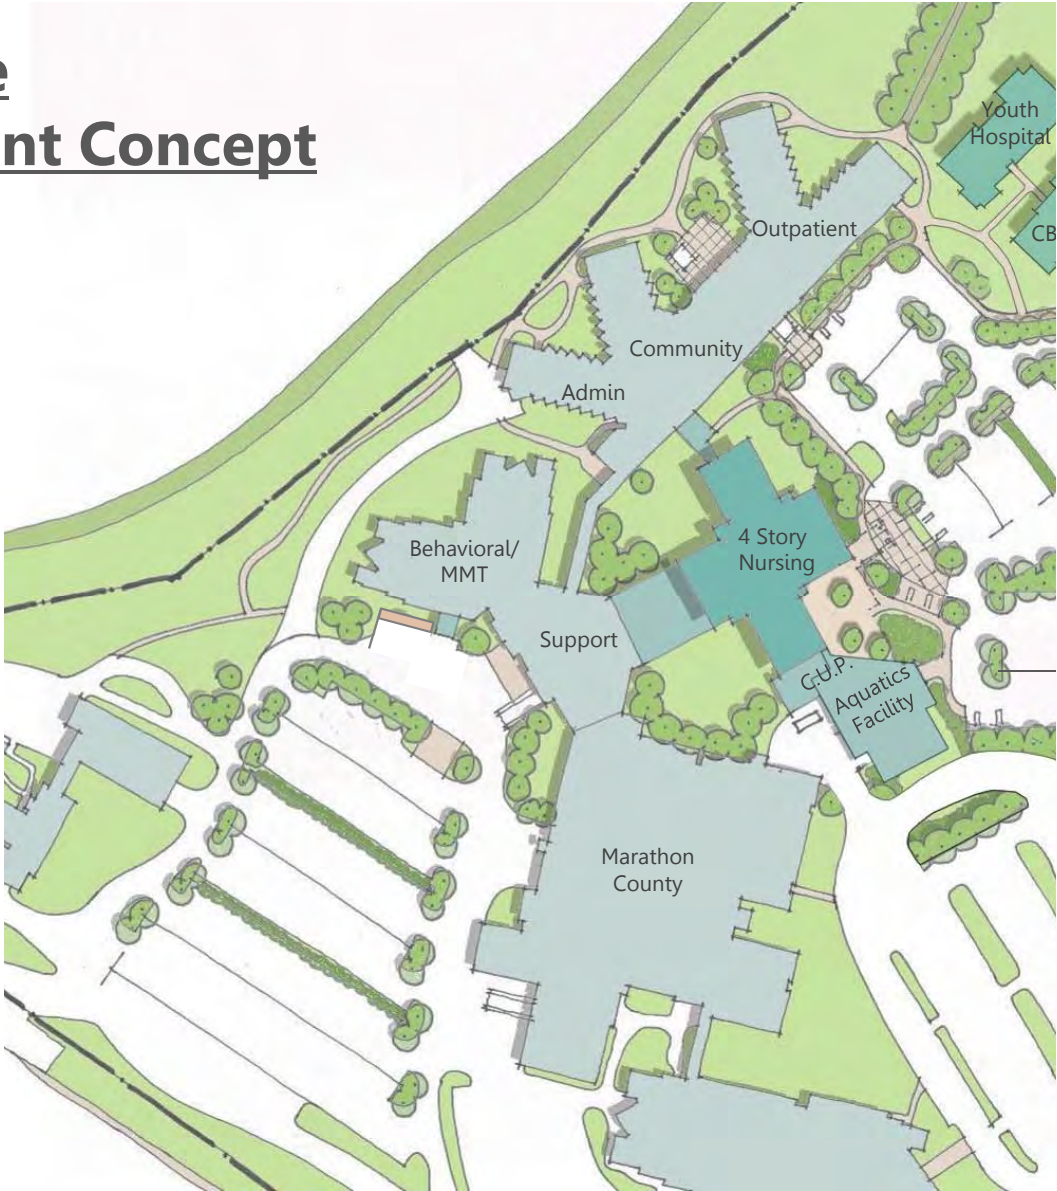 e
nt Concept
Youth
Hospital
CB
Outpatient
Community
Admin
4 Story
Nursing
Behavioral/
MMT
Support
C.U.P.
Aquatics
Facility
Marathon
County